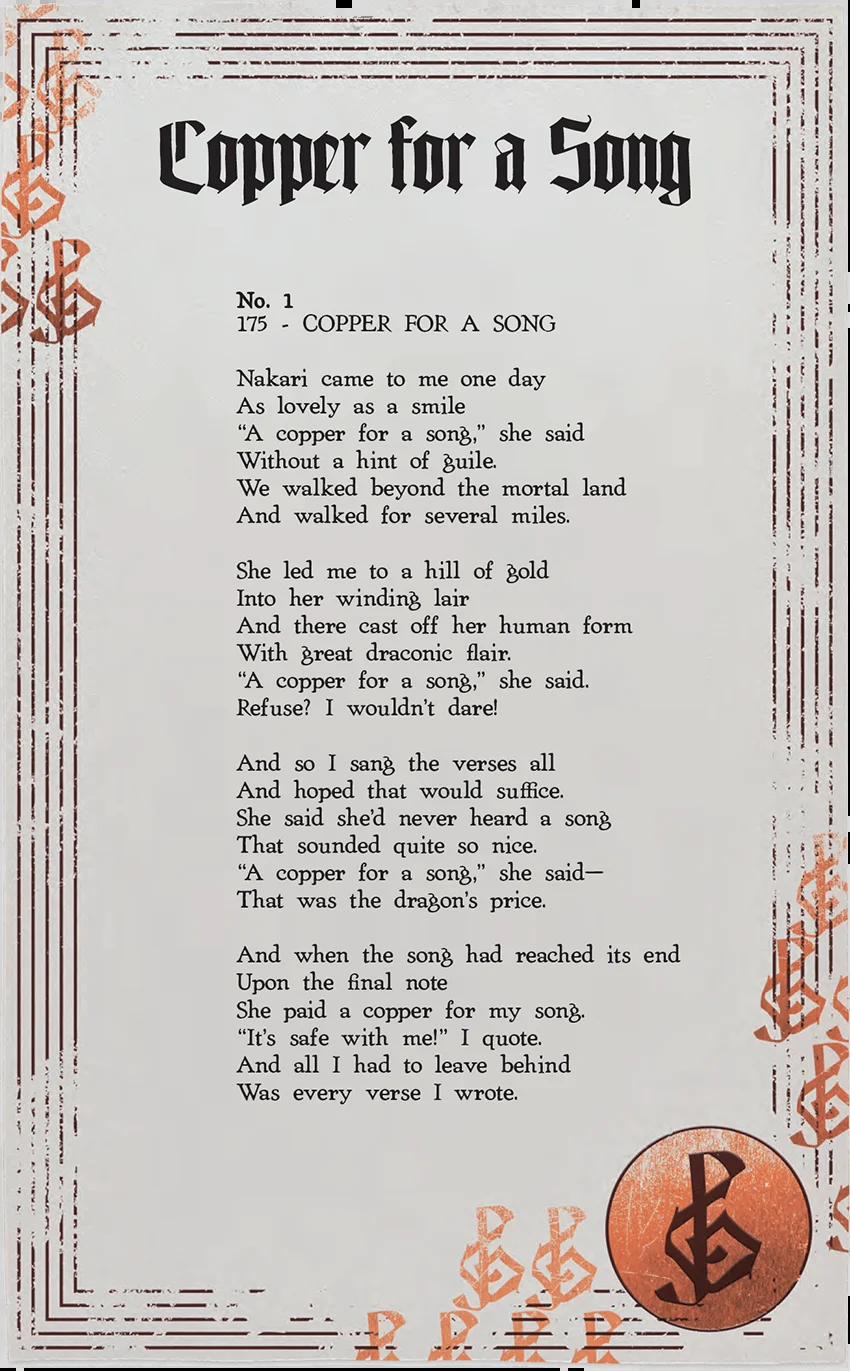 Copper for a Song
No. 1
175 - COPPER FOR A SONG
Nakari came to me one day
As lovely as a smile
“A copper for a song,” she said
Without a hint of guile.
We walked beyond the mortal land
And walked for several miles.
She led me to a hill of gold
Into her winding lair
And there cast off her human form
With great draconic flair.
“A copper for a song,” she said.
Refuse? I wouldn’t dare!
And so I sang the verses all
And hoped that would suffice.
She said she’d never heard a song
That sounded quite so nice.
“A copper for a song,” she said—
That was the dragon’s price.
And when the song had reached its end
Upon the final note
She paid a copper for my song.
“It’s safe with me!” I quote.
And all I had to leave behind
Was every verse I wrote.